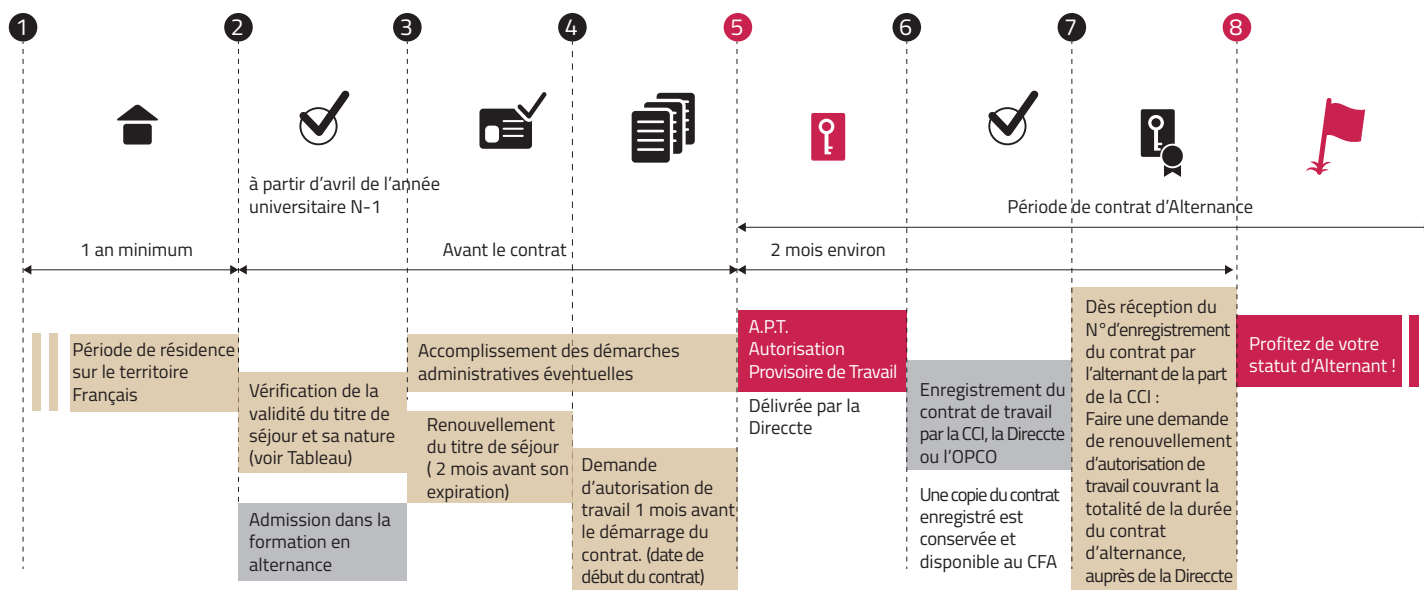 1
2
3
4
5
6
7
8
à partir d'avril de l'année
universitaire N-1
Période de contrat d'Alternance
1 an minimum
Avant le contrat
2 mois environ
Période de résidence
sur le territoire
Français
Vérification de la
validité du titre de
séjour et sa nature
(voir Tableau)
Admission dans la
formation en
alternance
Accomplissement des démarches
administratives éventuelles
Renouvellement
du titre de séjour
( 2 mois avant son
expiration)
Demande
d'autorisation de
travail 1 mois avant
le démarrage du
contrat. (date de
début du contrat)
A.P.T.
Autorisation
Provisoire de Travail
Délivrée par la
Direccte
Enregistrement du
contrat de travail
par la CCI, la Direccte
ou l'OPCO
Une copie du contrat
enregistré est
conservée et
disponible au CFA
Dès réception du
N°d'enregistrement
du contrat par
l'alternant de la part
de la CCI :
Faire une demande
de renouvellement
d'autorisation de
travail couvrant la
totalité de la durée
du contrat
d'alternance,
auprès de la Direccte
Profitez de votre
statut d'Alternant !